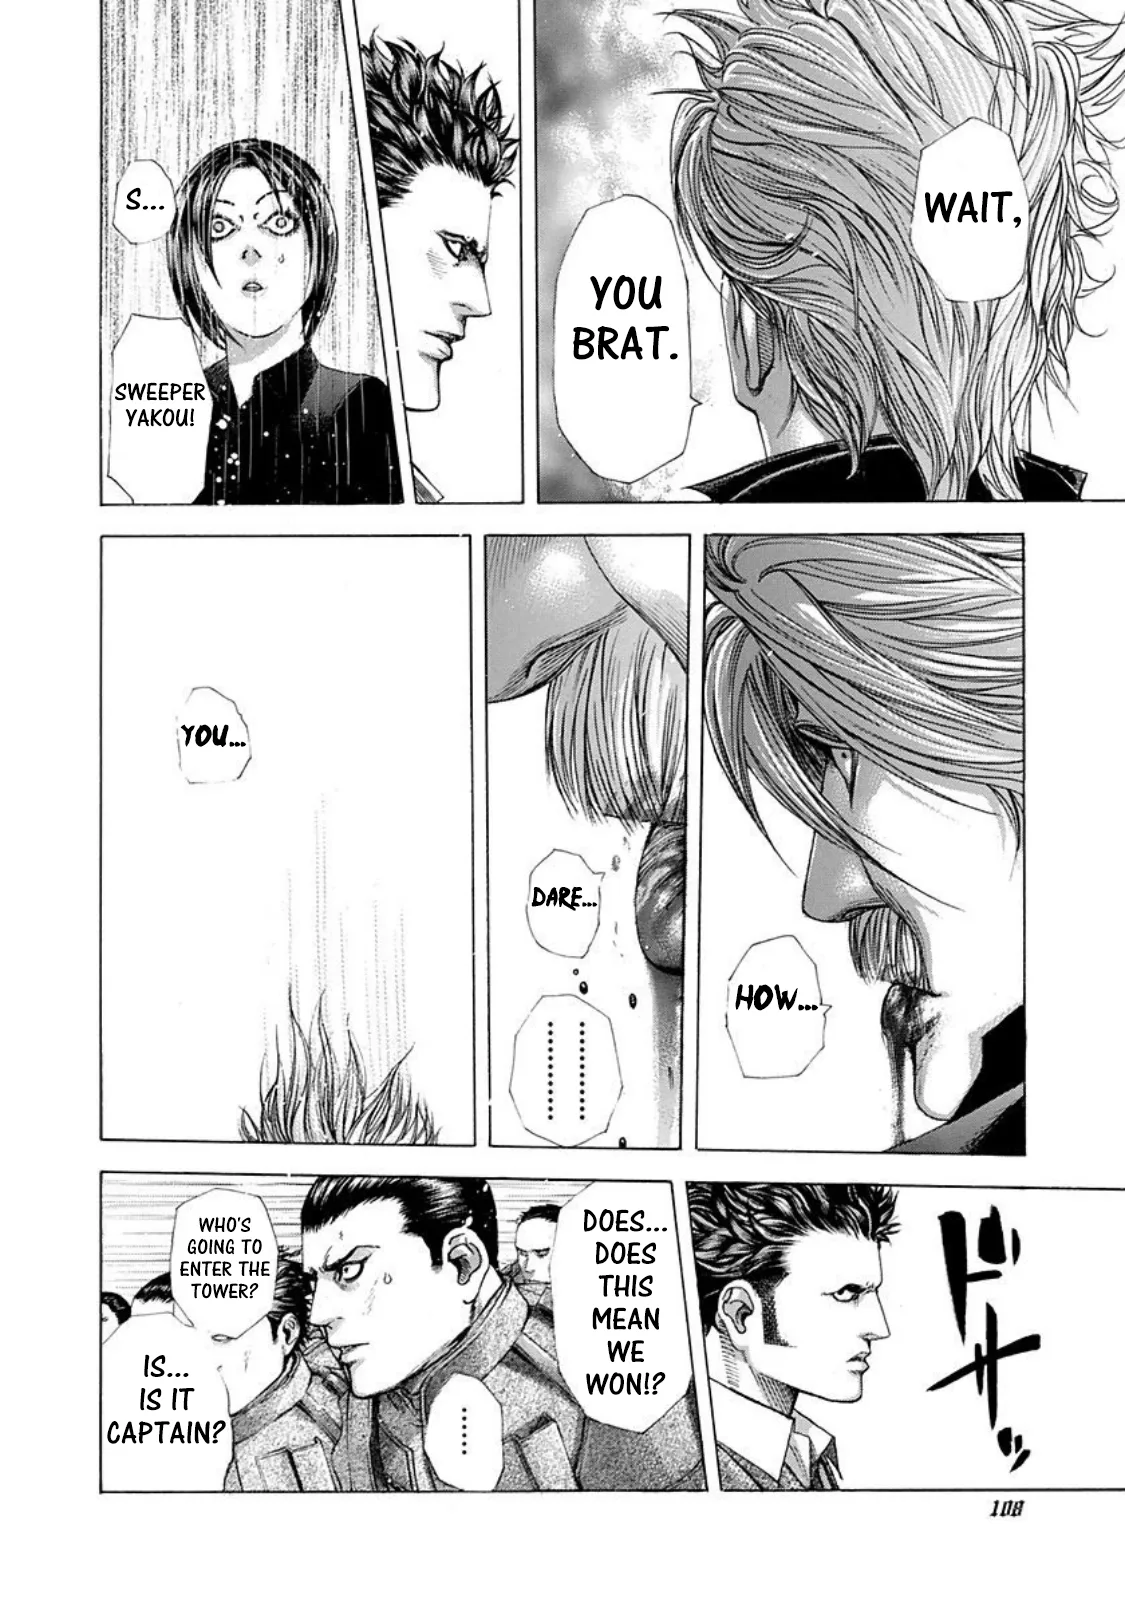 WAIT,
YOU
BRAT.
S...
SWEEPER
YAKOU!
HOW...
DARE...
............
............
YOU...
ドサッ
DOES...
DOES
THIS
MEAN
WE
WON!?
......
WHO'S
GOING TO
ENTER THE
TOWER?
IS...
IS IT
CAPTAIN?
108